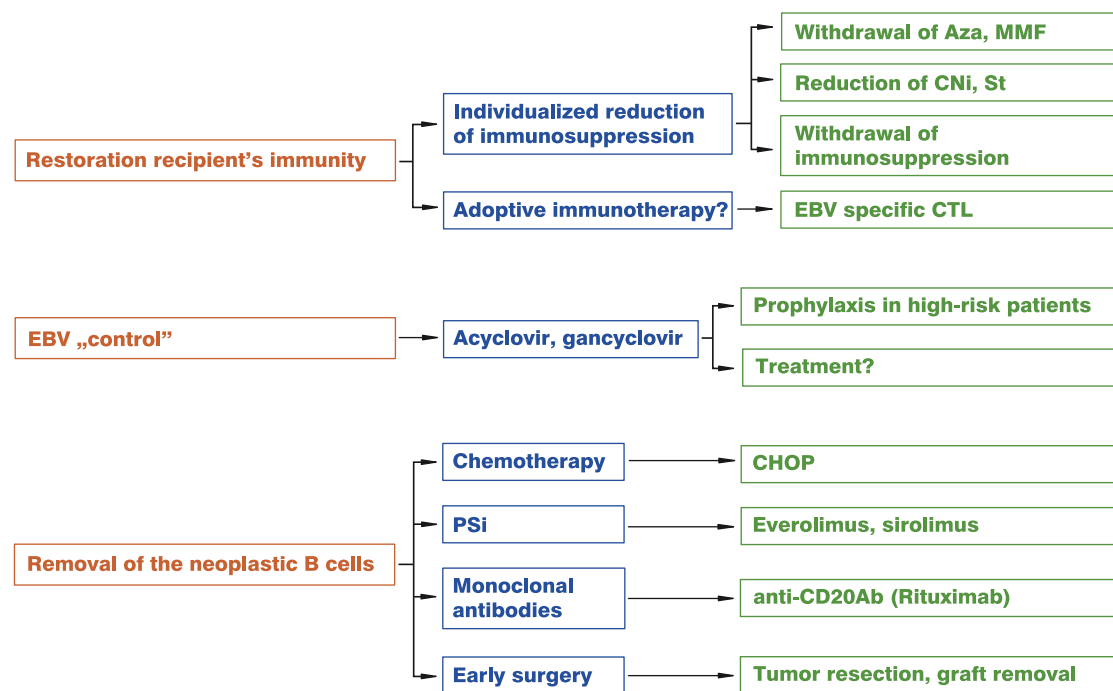 Withdrawal of Aza, MMF
Individualized reduction
of immunosuppression
Reduction of CNi, St
Restoration recipient's immunity
Withdrawal of
immunosuppression
Adoptive immunotherapy?
EBV specific CTL
EBV „control”
Acyclovir, gancyclovir
Prophylaxis in high-risk patients
Treatment?
Chemotherapy
CHOP
PSi
Everolimus, sirolimus
Removal of the neoplastic B cells
Monoclonal
antibodies
anti-CD20Ab (Rituximab)
Early surgery
Tumor resection, graft removal